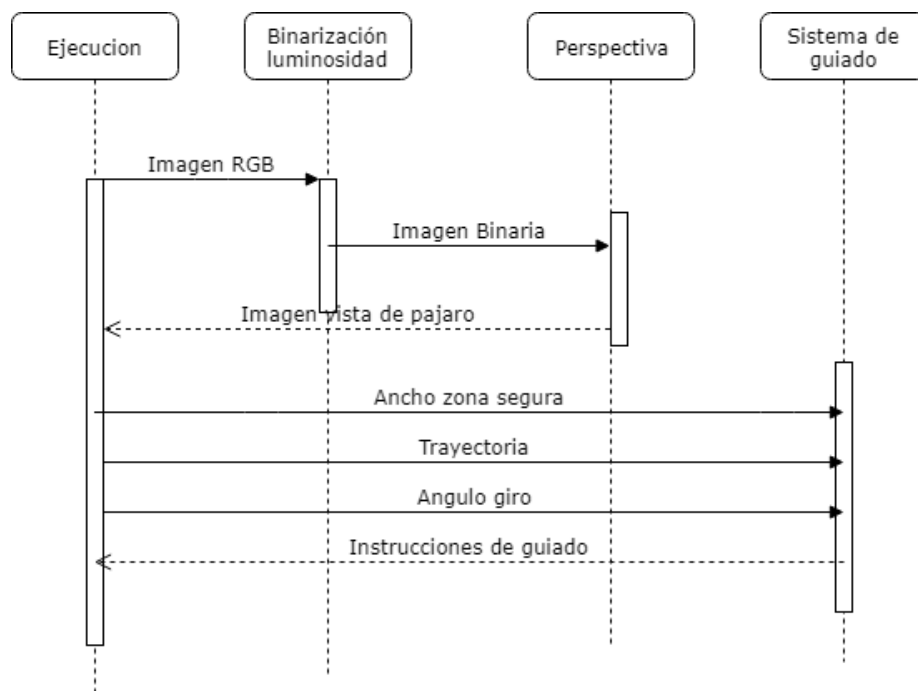 Ejecucion
Binarización
luminosidad
Perspectiva
Sistema de
guiado
Imagen RGB
Imagen Binaria
Imagen vista de pajaro
Ancho zona segura
Trayectoria
Angulo giro
Instrucciones de guiado